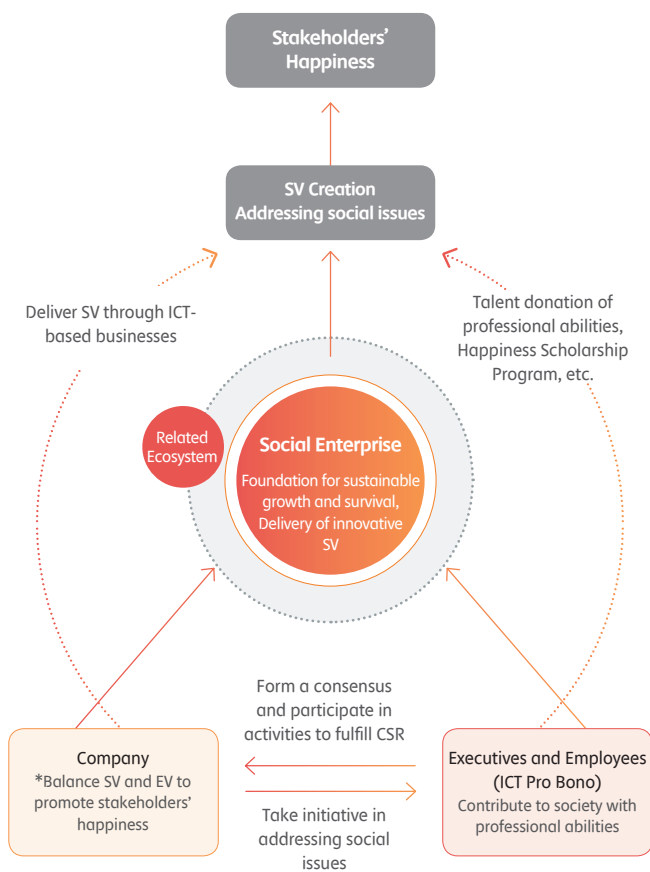 Stakeholders’
Happiness
SV Creation
Addressing social issues
Deliver SV through ICT-
based businesses
Talent donation of
professional abilities,
Happiness Scholarship
Program, etc.
Related
Ecosystem
Social Enterprise
Foundation for sustainable
growth and survival,
Delivery of innovative
SV
Form a consensus
and participate in
activities to fulfill CSR
Company
*Balance SV and EV to
promote stakeholders’
happiness
Executives and Employees
(ICT Pro Bono)
Contribute to society with
professional abilities
Take initiative in
addressing social
issues